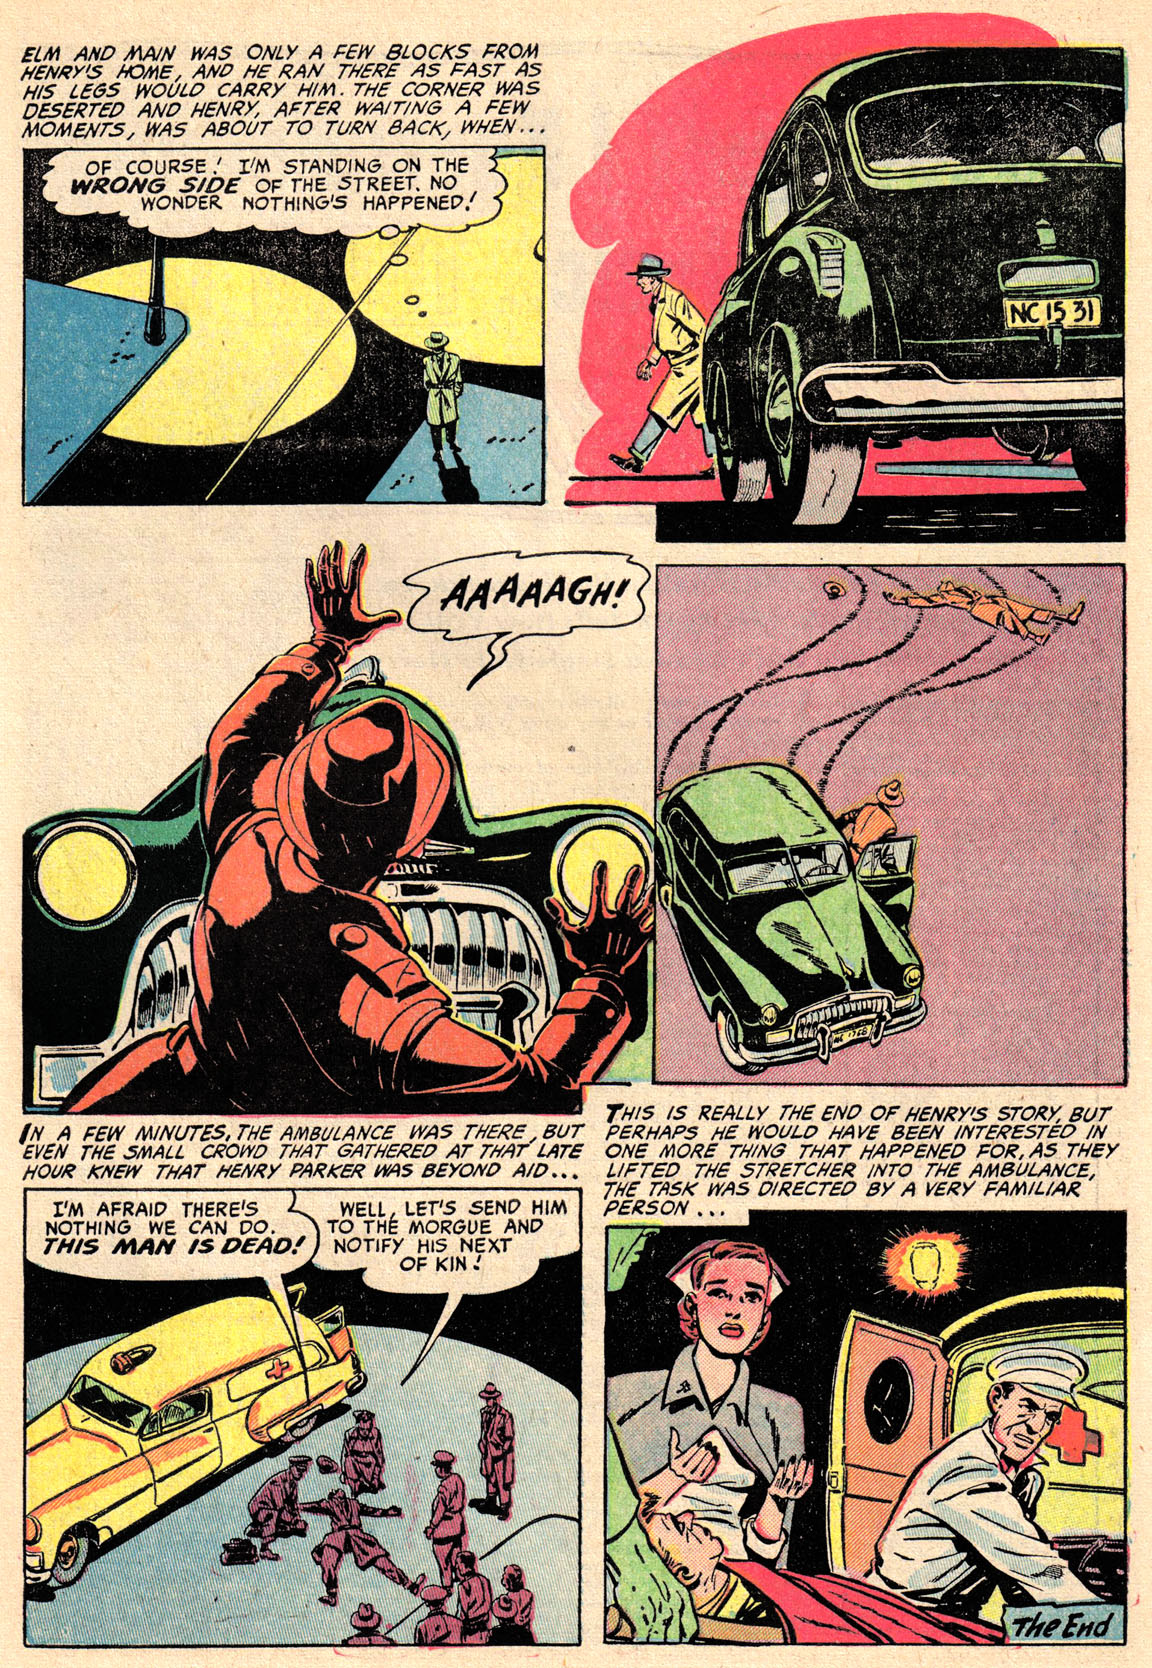 ELM AND MAIN WAS ONLY A FEW BLOCKS FROM
HENRY'S HOME, AND HE RAN THERE AS FAST AS
HIS LEGS WOULD CARRY HIM. THE CORNER WAS
DESERTED AND HENRY, AFTER WAITING A FEW
MOMENTS, WAS ABOUT TO TURN BACK, WHEN...
OF COURSE! I'M STANDING ON THE
WRONG SIDE OF THE STREET. NO
WONDER NOTHING'S HAPPENED!
NC 15 31
AAAAAGH!
IN A FEW MINUTES, THE AMBULANCE WAS THERE, BUT
EVEN THE SMALL CROWD THAT GATHERED AT THAT LATE
HOUR KNEW THAT HENRY PARKER WAS BEYOND AID...
I'M AFRAID THERE'S
NOTHING WE CAN DO.
THIS MAN IS DEAD!
WELL, LET'S SEND HIM
TO THE MORGUE AND
NOTIFY HIS NEXT
OF KIN!
THIS IS REALLY THE END OF HENRY'S STORY, BUT
PERHAPS HE WOULD HAVE BEEN INTERESTED IN
ONE MORE THING THAT HAPPENED FOR, AS THEY
LIFTED THE STRETCHER INTO THE AMBULANCE,
THE TASK WAS DIRECTED BY A VERY FAMILIAR
PERSON...
The End